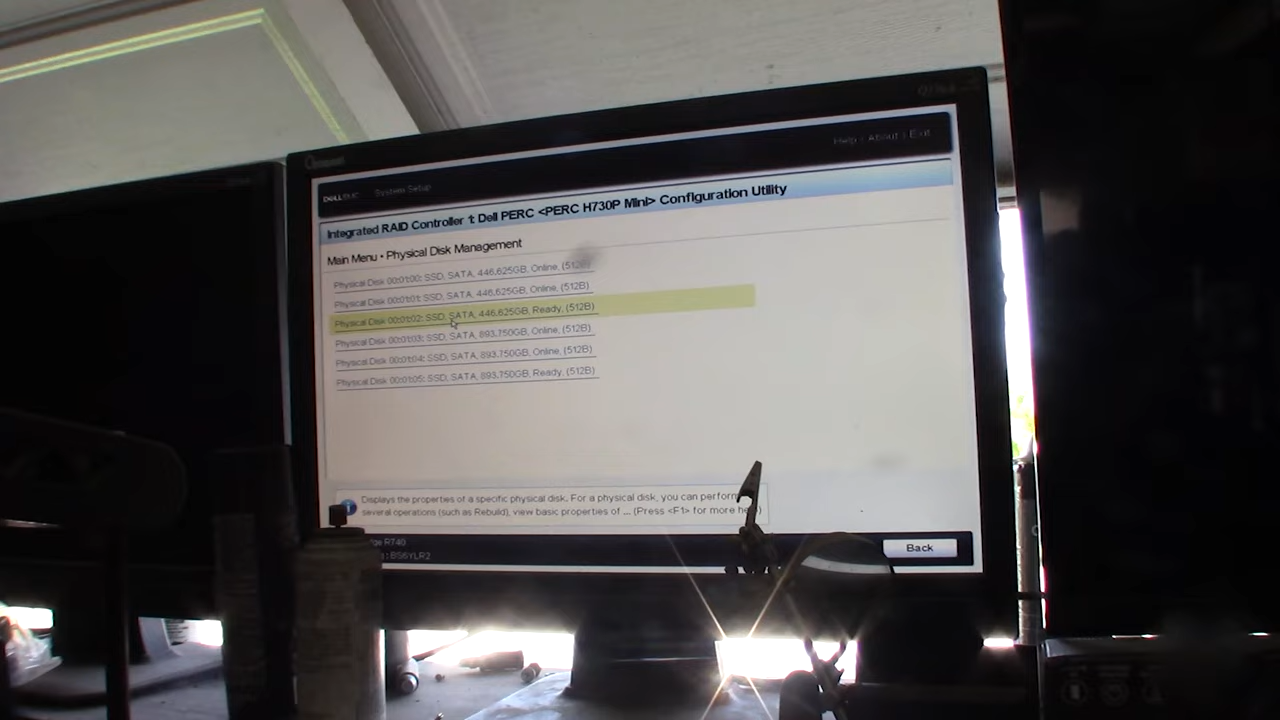 Help | About | Exit
DELL EMC System Setup
Integrated RAID Controller 1: Dell PERC <PERC H730P Mini> Configuration Utility
Main Menu • Physical Disk Management
Physical Disk 00:01:00: SSD, SATA, 446.625GB, Online, (512B)
Physical Disk 00:01:01: SSD, SATA, 446.625GB, Online, (512B)
Physical Disk 00:01:02: SSD, SATA, 446.625GB, Ready, (512B)
Physical Disk 00:01:03: SSD, SATA, 893.750GB, Online, (512B)
Physical Disk 00:01:04: SSD, SATA, 893.750GB, Online, (512B)
Physical Disk 00:01:05: SSD, SATA, 893.750GB, Ready, (512B)
Displays the properties of a specific physical disk. For a physical disk, you can perform
several operations (such as Rebuild), view basic properties of ... (Press <F1> for more help)
R740
BS6YLR2
Back